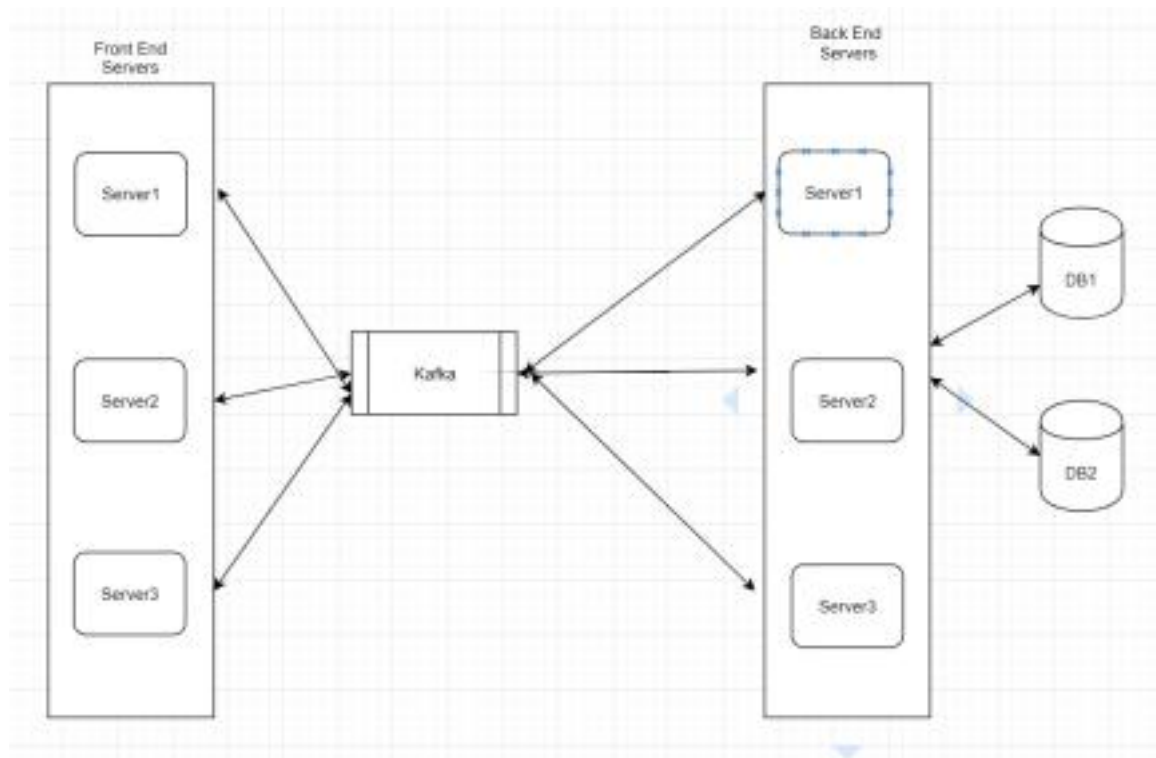 Front End
Servers
Back End
Servers
Server1
Server1
DB1
Kafka
Server2
Server2
DB2
Server3
Server3